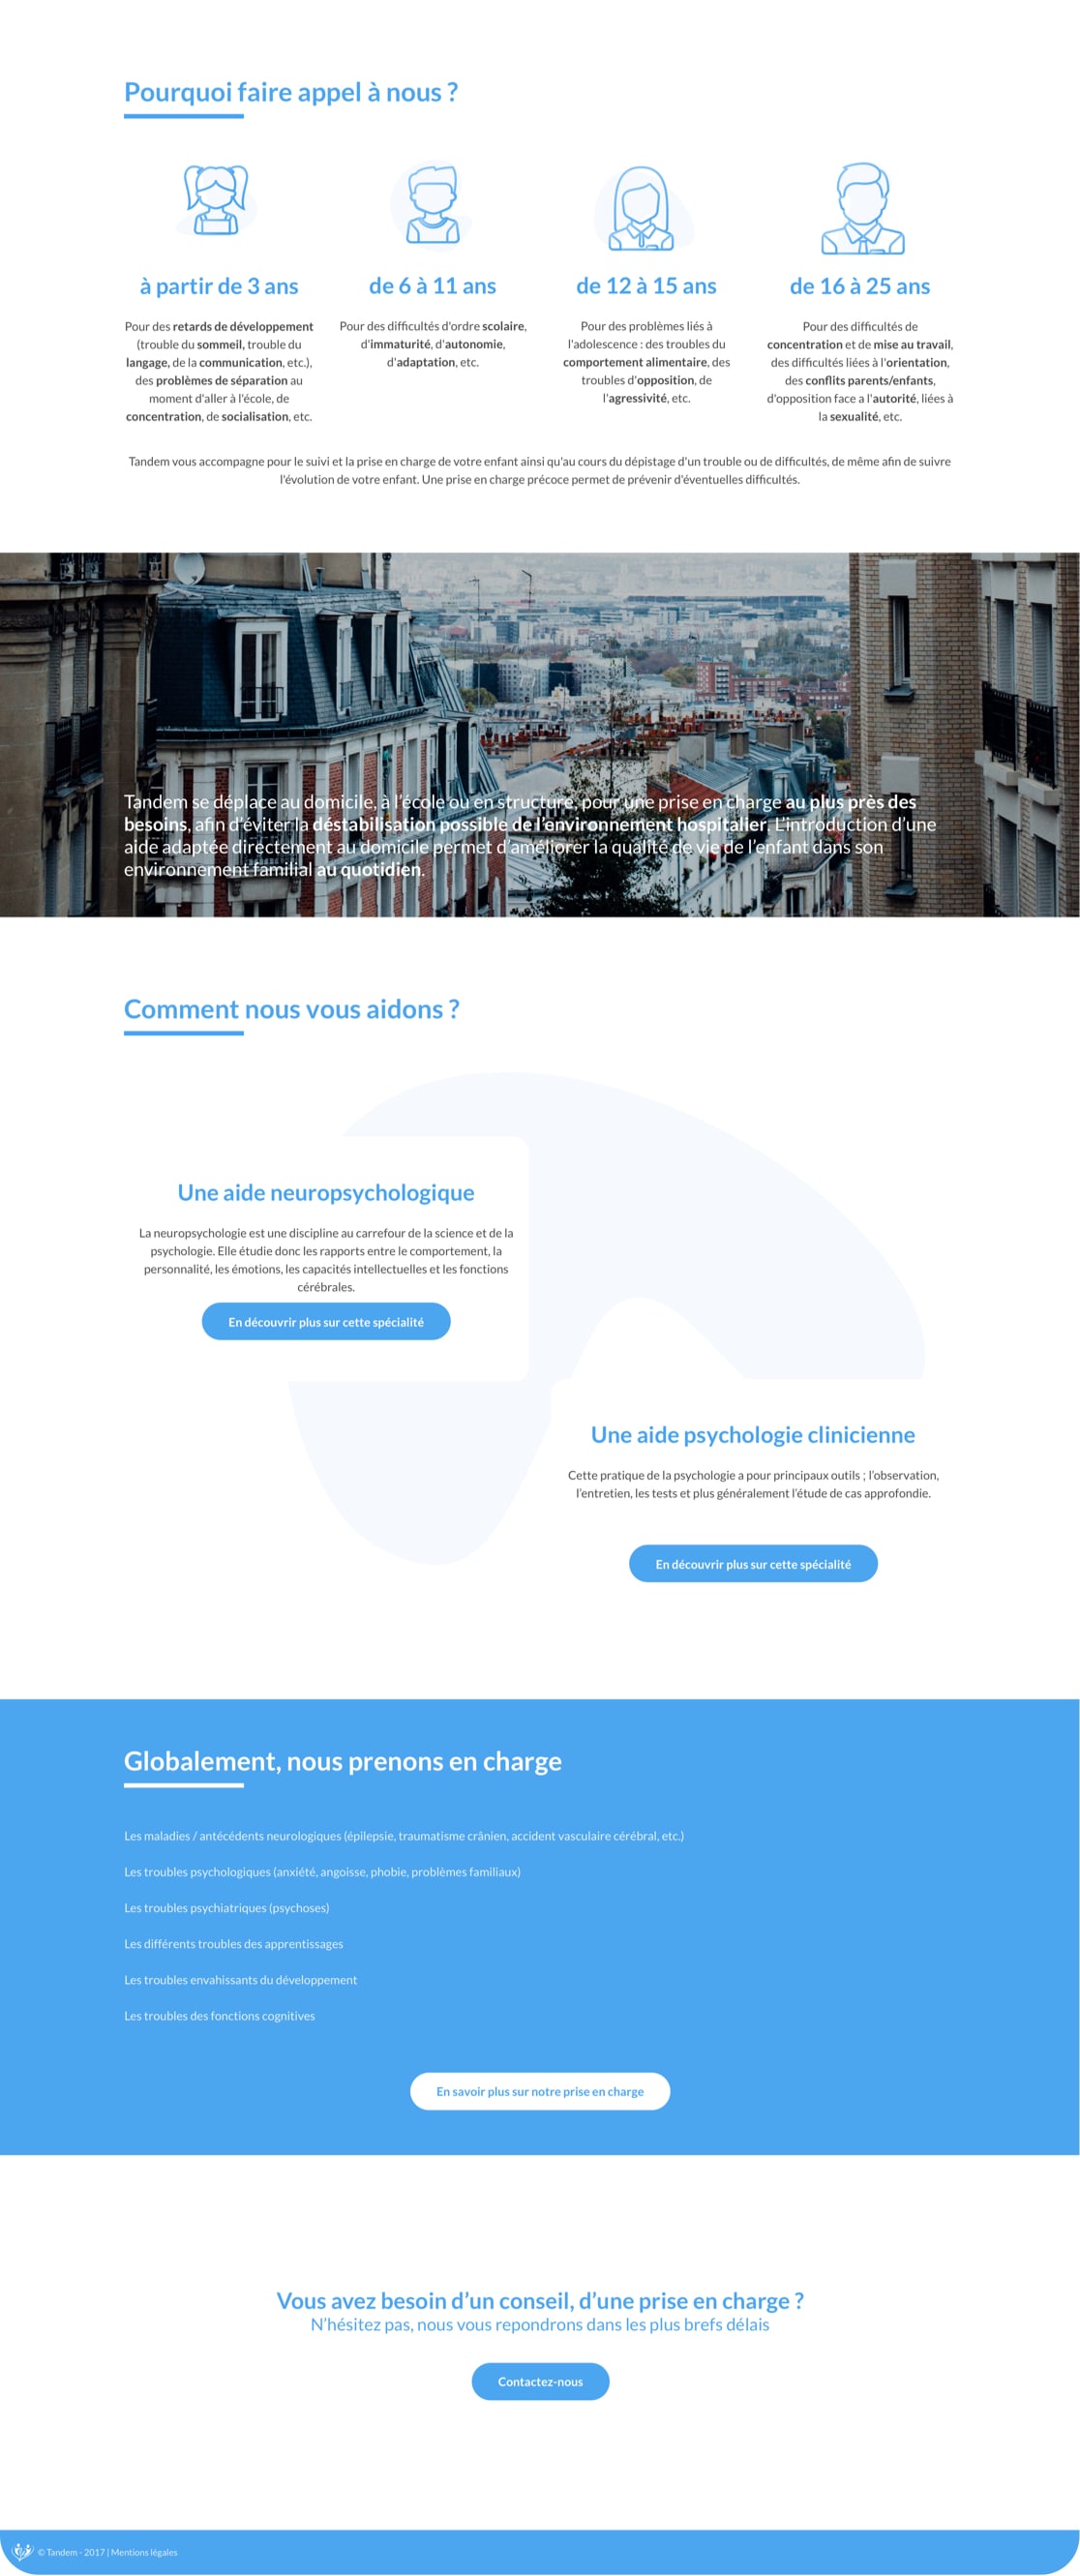 Pourquoi faire appel à nous ?
à partir de 3 ans
Pour des retards de développement
(trouble du sommeil, trouble du
langage, de la communication, etc.),
des problèmes de séparation au
moment d'aller à l'école, de
concentration, de socialisation, etc.
de 6 à 11 ans
Pour des difficultés d'ordre scolaire,
d'immaturité, d'autonomie,
d'adaptation, etc.
de 12 à 15 ans
Pour des problèmes liés à
l'adolescence : des troubles du
comportement alimentaire, des
troubles d'opposition, de
l'agressivité, etc.
de 16 à 25 ans
Pour des difficultés de
concentration et de mise au travail,
des difficultés liées à l'orientation,
des conflits parents/enfants,
d'opposition face a l'autorité, liées à
la sexualité, etc.
Tandem vous accompagne pour le suivi et la prise en charge de votre enfant ainsi qu'au cours du dépistage d'un trouble ou de difficultés, de même afin de suivre
l'évolution de votre enfant. Une prise en charge précoce permet de prévenir d'éventuelles difficultés.
Tandem se déplace au domicile, à l’école ou en structure, pour une prise en charge au plus près des
besoins, afin d’éviter la déstabilisation possible de l’environnement hospitalier. L’introduction d’une
aide adaptée directement au domicile permet d’améliorer la qualité de vie de l’enfant dans son
environnement familial au quotidien.
Comment nous vous aidons ?
Une aide neuropsychologique
La neuropsychologie est une discipline au carrefour de la science et de la
psychologie. Elle étudie donc les rapports entre le comportement, la
personnalité, les émotions, les capacités intellectuelles et les fonctions
cérébrales.
En découvrir plus sur cette spécialité
Une aide psychologie clinicienne
Cette pratique de la psychologie a pour principaux outils ; l’observation,
l’entretien, les tests et plus généralement l’étude de cas approfondie.
En découvrir plus sur cette spécialité
Globalement, nous prenons en charge
Les maladies / antécédents neurologiques (épilepsie, traumatisme crânien, accident vasculaire cérébral, etc.)
Les troubles psychologiques (anxiété, angoisse, phobie, problèmes familiaux)
Les troubles psychiatriques (psychoses)
Les différents troubles des apprentissages
Les troubles envahissants du développement
Les troubles des fonctions cognitives
En savoir plus sur notre prise en charge
Vous avez besoin d’un conseil, d’une prise en charge ?
N’hésitez pas, nous vous repondrons dans les plus brefs délais
Contactez-nous
© Tandem - 2017 | Mentions légales